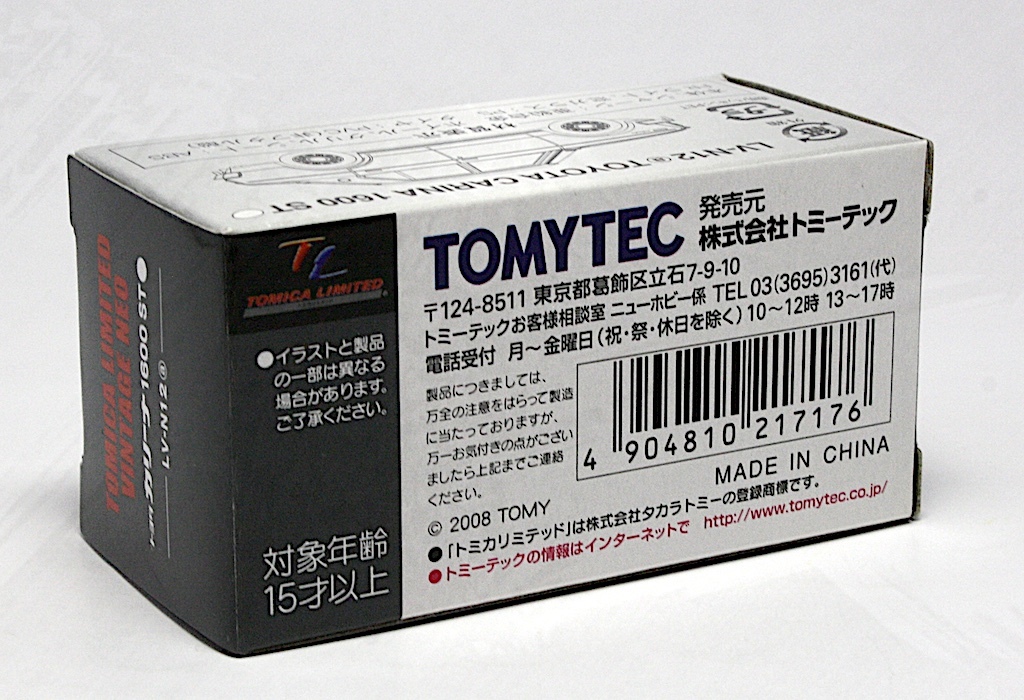 LV-N12ⓐTOYOTA CARINA 1600 ST
外箱
TOMICA LIMITED
VINTAGE NEO
カリーナ 1600 ST
LV-N12ⓐ
TC
TOMICA LIMITED
●イラストと製品
の一部は異なる
場合があります。
ご了承ください。
対象年齢
15才以上
TOMYTEC
発売元
株式会社トミーテック
〒124-8511 東京都葛飾区立石7-9-10
トミーテックお客様相談室 ニューホビー係 TEL 03(3695)3161(代)
電話受付 月～金曜日(祝・祭・休日を除く)10～12時 13～17時
製品につきましては、
万全の注意をはらって製造
に当たっておりますが、
万一お気付きの点がござい
ましたら上記までご連絡
ください。
4 904810 217176
MADE IN CHINA
© 2008 TOMY
●「トミカリミテッド」は株式会社タカラトミーの登録商標です。
●トミーテックの情報はインターネットで http://www.tomytec.co.jp/